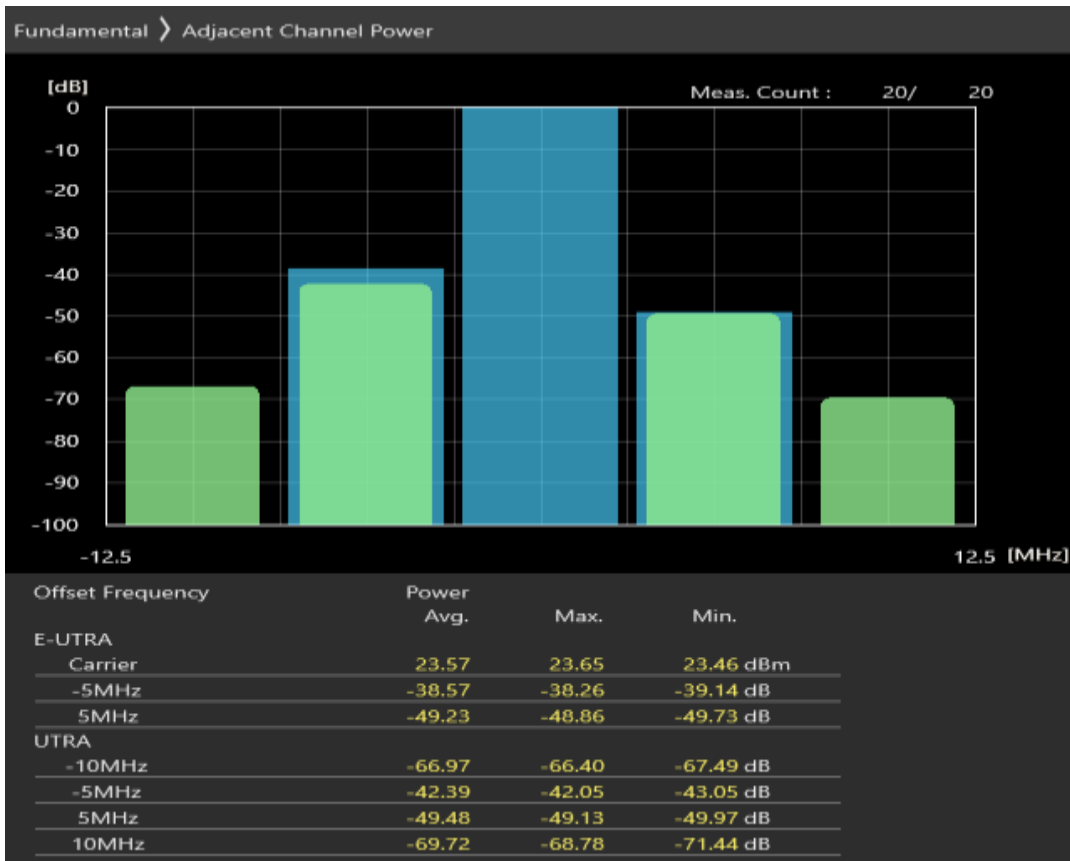 Fundamental ❯ Adjacent Channel Power
[dB]
Meas. Count : 20/ 20
0
-10
-20
-30
-40
-50
-60
-70
-80
-90
-100
-12.5 12.5 [MHz]
Offset Frequency Power
Avg. Max. Min.
E-UTRA
Carrier 23.57 23.65 23.46 dBm
-5MHz -38.57 -38.26 -39.14 dB
5MHz -49.23 -48.86 -49.73 dB
UTRA
-10MHz -66.97 -66.40 -67.49 dB
-5MHz -42.39 -42.05 -43.05 dB
5MHz -49.48 -49.13 -49.97 dB
10MHz -69.72 -68.78 -71.44 dB